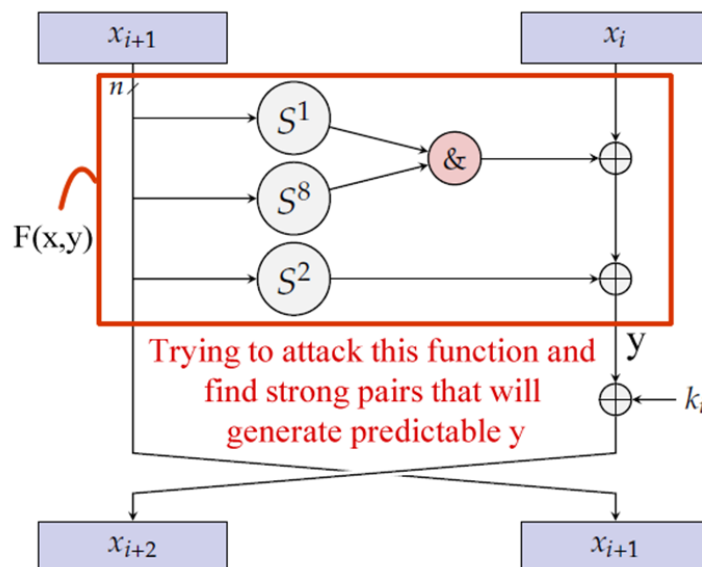 x_{i+1}
x_i
n
S^1
&
S^8
F(x,y)
S^2
Trying to attack this function and
find strong pairs that will
generate predictable y
y
k_i
x_{i+2}
x_{i+1}